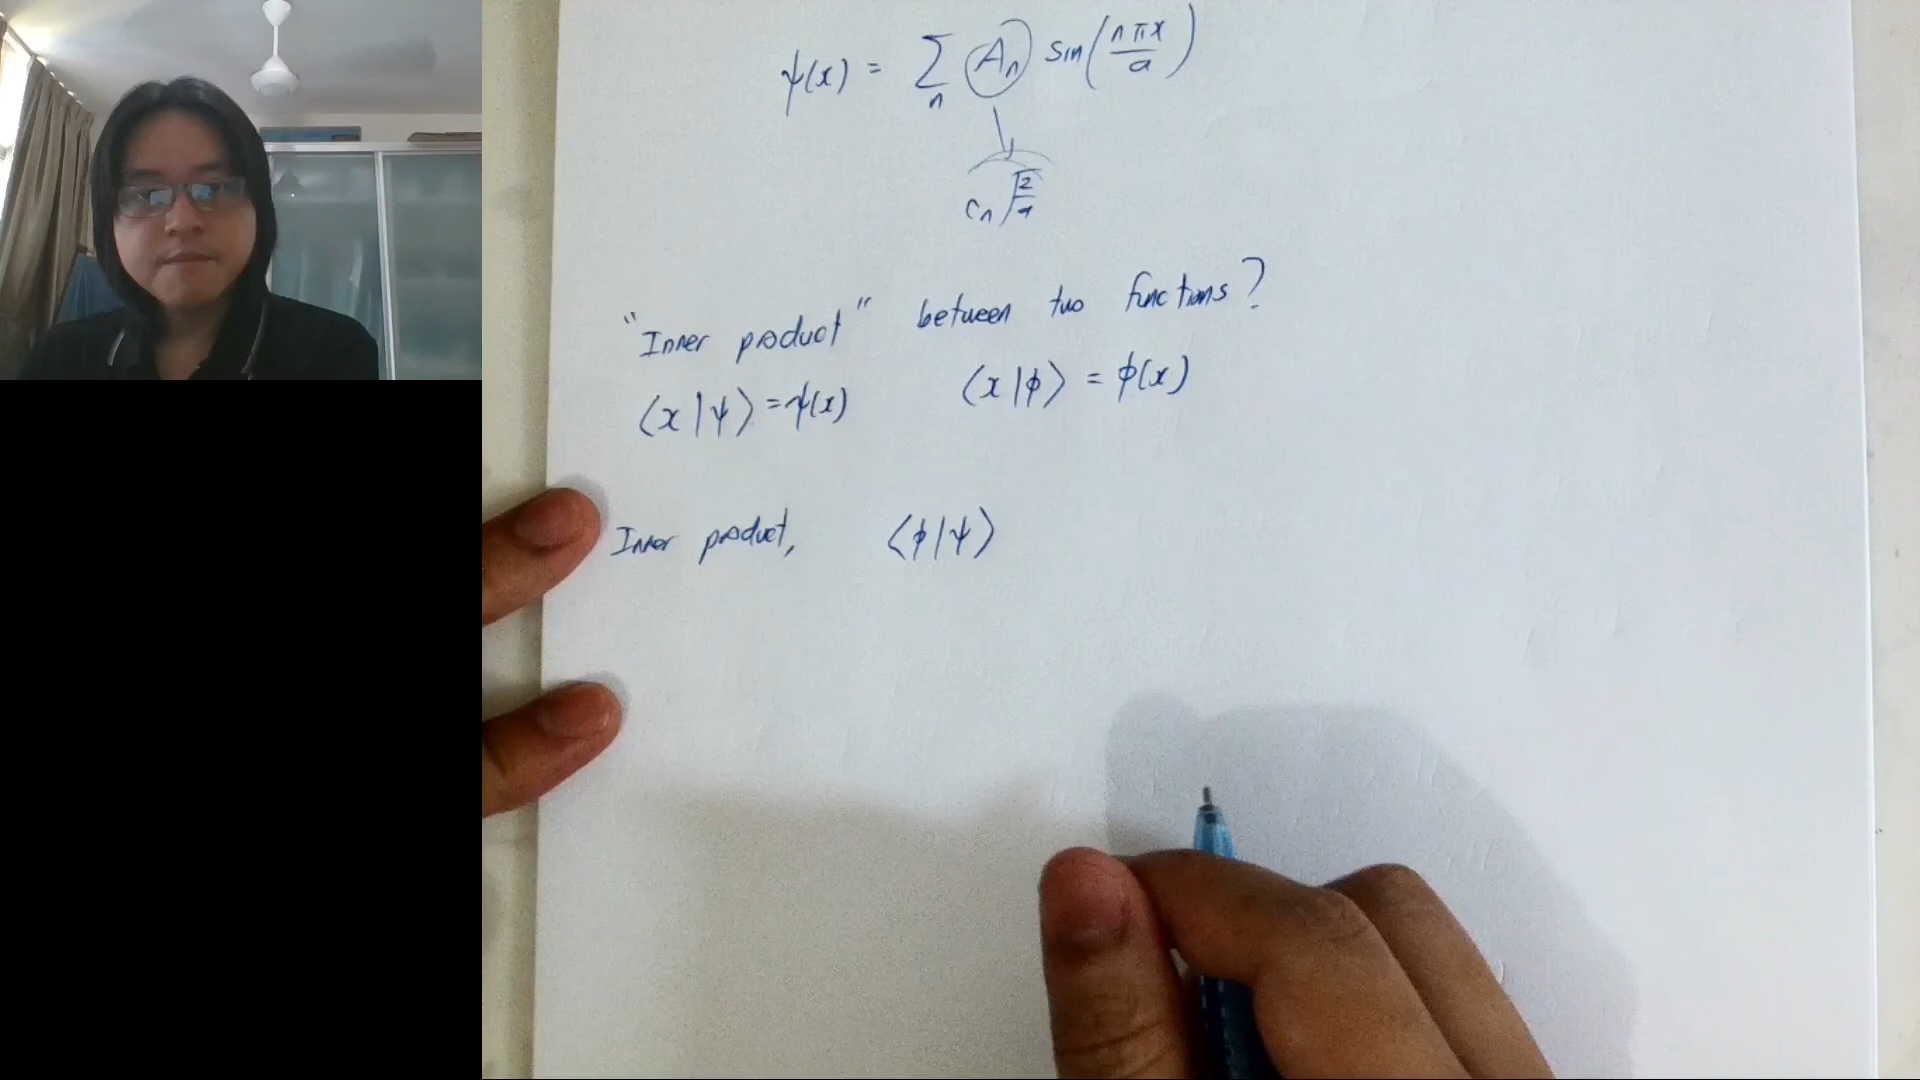 ψ(x) = Σ_n A_n sin(nπx/a)
c_n √(2/a)
"Inner product" between two functions?
⟨x|ψ⟩ = ψ(x) ⟨x|ϕ⟩ = ϕ(x)
Inner product, ⟨ϕ|ψ⟩